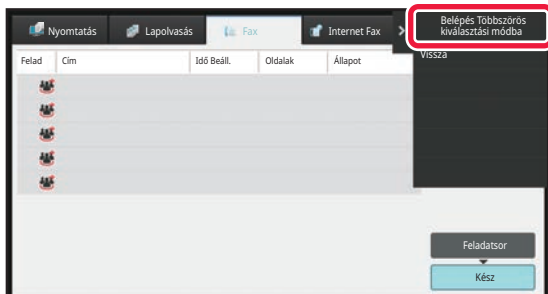 Nyomtatás
Lapolvasás
Fax
Internet Fax
Belépés Többszörös
kiválasztási módba
Vissza
Felad
Cím
Idő Beáll.
Oldalak
Állapot
Feladatsor
Kész